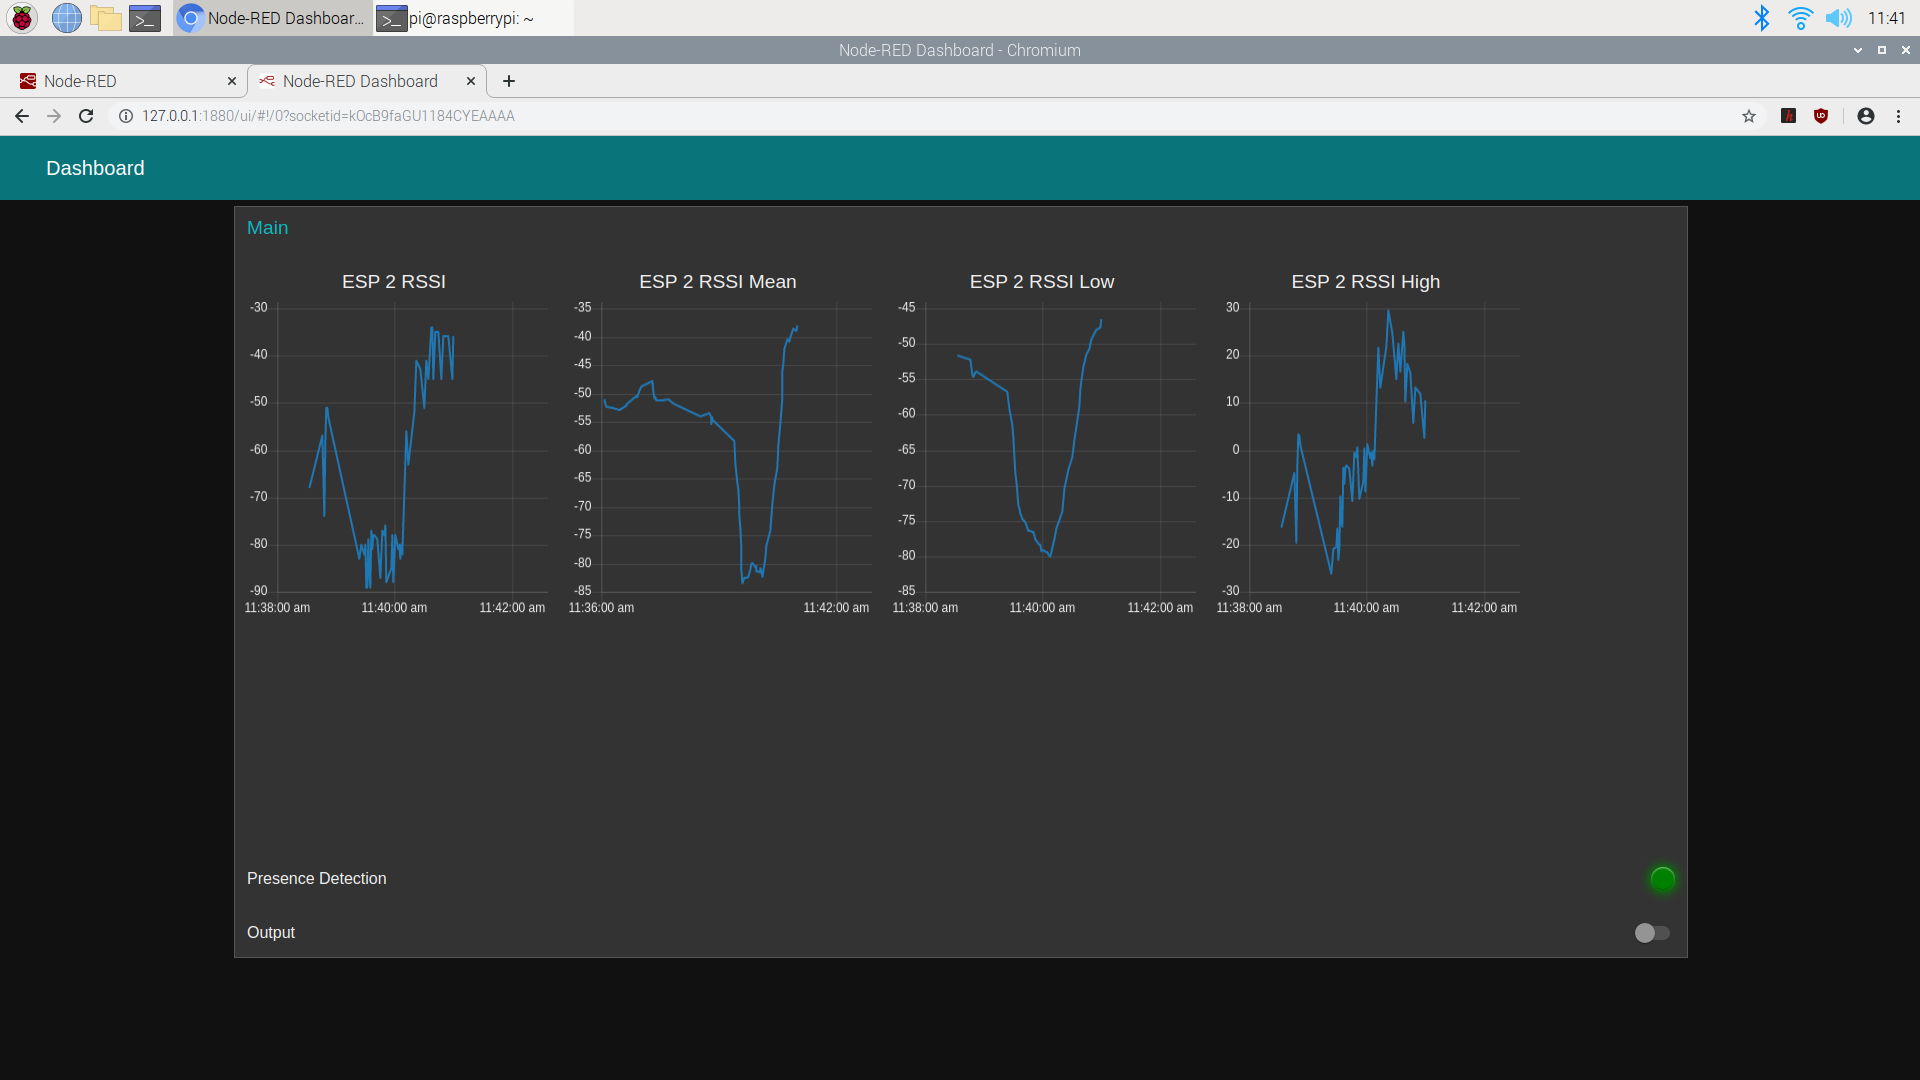 Node-RED Dashboar...
pi@raspberrypi: ~
11:41
Node-RED Dashboard - Chromium
Node-RED
Node-RED Dashboard
127.0.0.1:1880/ui/#!/0?socketid=kOcB9faGU1184CYEAAAA
Dashboard
Main
ESP 2 RSSI
-30
-40
-50
-60
-70
-80
-90
11:38:00 am 11:40:00 am 11:42:00 am
ESP 2 RSSI Mean
-35
-40
-45
-50
-55
-60
-65
-70
-75
-80
-85
11:36:00 am 11:42:00 am
ESP 2 RSSI Low
-45
-50
-55
-60
-65
-70
-75
-80
-85
11:38:00 am 11:40:00 am 11:42:00 am
ESP 2 RSSI High
30
20
10
0
-10
-20
-30
11:38:00 am 11:40:00 am 11:42:00 am
Presence Detection
Output